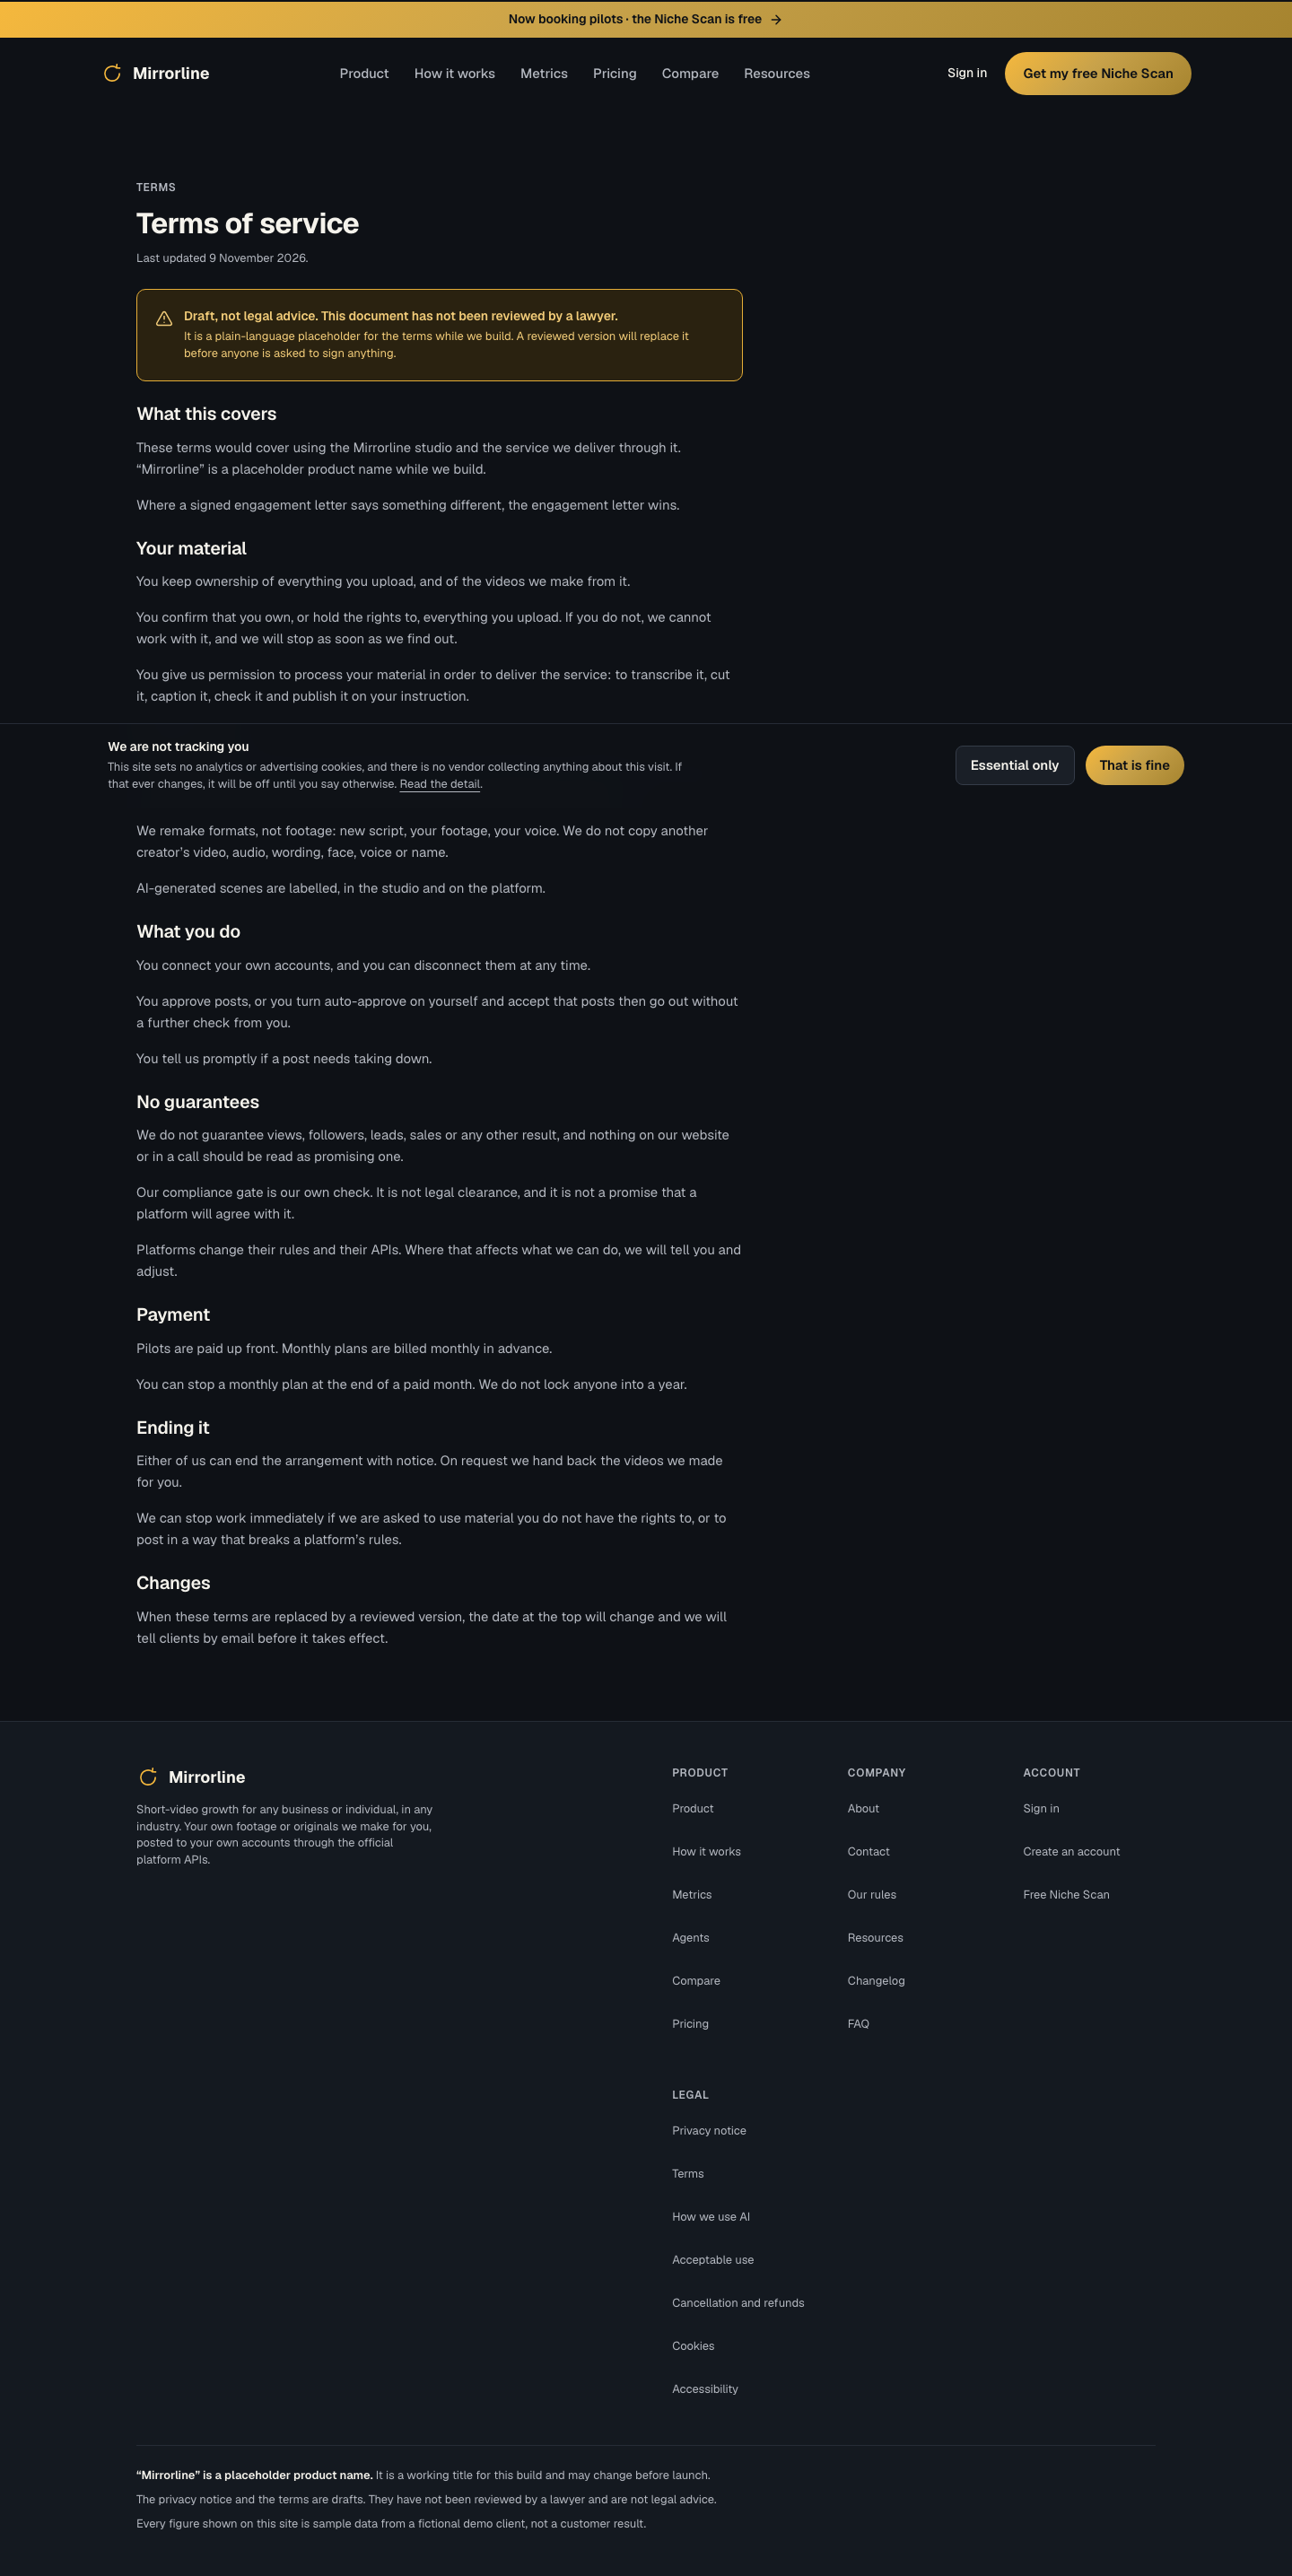 Now booking pilots · the Niche Scan is free →
Mirrorline
Product
How it works
Metrics
Pricing
Compare
Resources
Sign in
Get my free Niche Scan
TERMS
Terms of service
Last updated 9 November 2026.
Draft, not legal advice. This document has not been reviewed by a lawyer.
It is a plain-language placeholder for the terms while we build. A reviewed version will replace it
before anyone is asked to sign anything.
What this covers
These terms would cover using the Mirrorline studio and the service we deliver through it.
“Mirrorline” is a placeholder product name while we build.
Where a signed engagement letter says something different, the engagement letter wins.
Your material
You keep ownership of everything you upload, and of the videos we make from it.
You confirm that you own, or hold the rights to, everything you upload. If you do not, we cannot
work with it, and we will stop as soon as we find out.
You give us permission to process your material in order to deliver the service: to transcribe it, cut
it, caption it, check it and publish it on your instruction.
We are not tracking you
This site sets no analytics or advertising cookies, and there is no vendor collecting anything about this visit. If
that ever changes, it will be off until you say otherwise. Read the detail.
Essential only
That is fine
We remake formats, not footage: new script, your footage, your voice. We do not copy another
creator’s video, audio, wording, face, voice or name.
AI-generated scenes are labelled, in the studio and on the platform.
What you do
You connect your own accounts, and you can disconnect them at any time.
You approve posts, or you turn auto-approve on yourself and accept that posts then go out without
a further check from you.
You tell us promptly if a post needs taking down.
No guarantees
We do not guarantee views, followers, leads, sales or any other result, and nothing on our website
or in a call should be read as promising one.
Our compliance gate is our own check. It is not legal clearance, and it is not a promise that a
platform will agree with it.
Platforms change their rules and their APIs. Where that affects what we can do, we will tell you and
adjust.
Payment
Pilots are paid up front. Monthly plans are billed monthly in advance.
You can stop a monthly plan at the end of a paid month. We do not lock anyone into a year.
Ending it
Either of us can end the arrangement with notice. On request we hand back the videos we made
for you.
We can stop work immediately if we are asked to use material you do not have the rights to, or to
post in a way that breaks a platform’s rules.
Changes
When these terms are replaced by a reviewed version, the date at the top will change and we will
tell clients by email before it takes effect.
Mirrorline
Short-video growth for any business or individual, in any
industry. Your own footage or originals we make for you,
posted to your own accounts through the official
platform APIs.
PRODUCT
Product
How it works
Metrics
Agents
Compare
Pricing
COMPANY
About
Contact
Our rules
Resources
Changelog
FAQ
ACCOUNT
Sign in
Create an account
Free Niche Scan
LEGAL
Privacy notice
Terms
How we use AI
Acceptable use
Cancellation and refunds
Cookies
Accessibility
“Mirrorline” is a placeholder product name. It is a working title for this build and may change before launch.
The privacy notice and the terms are drafts. They have not been reviewed by a lawyer and are not legal advice.
Every figure shown on this site is sample data from a fictional demo client, not a customer result.